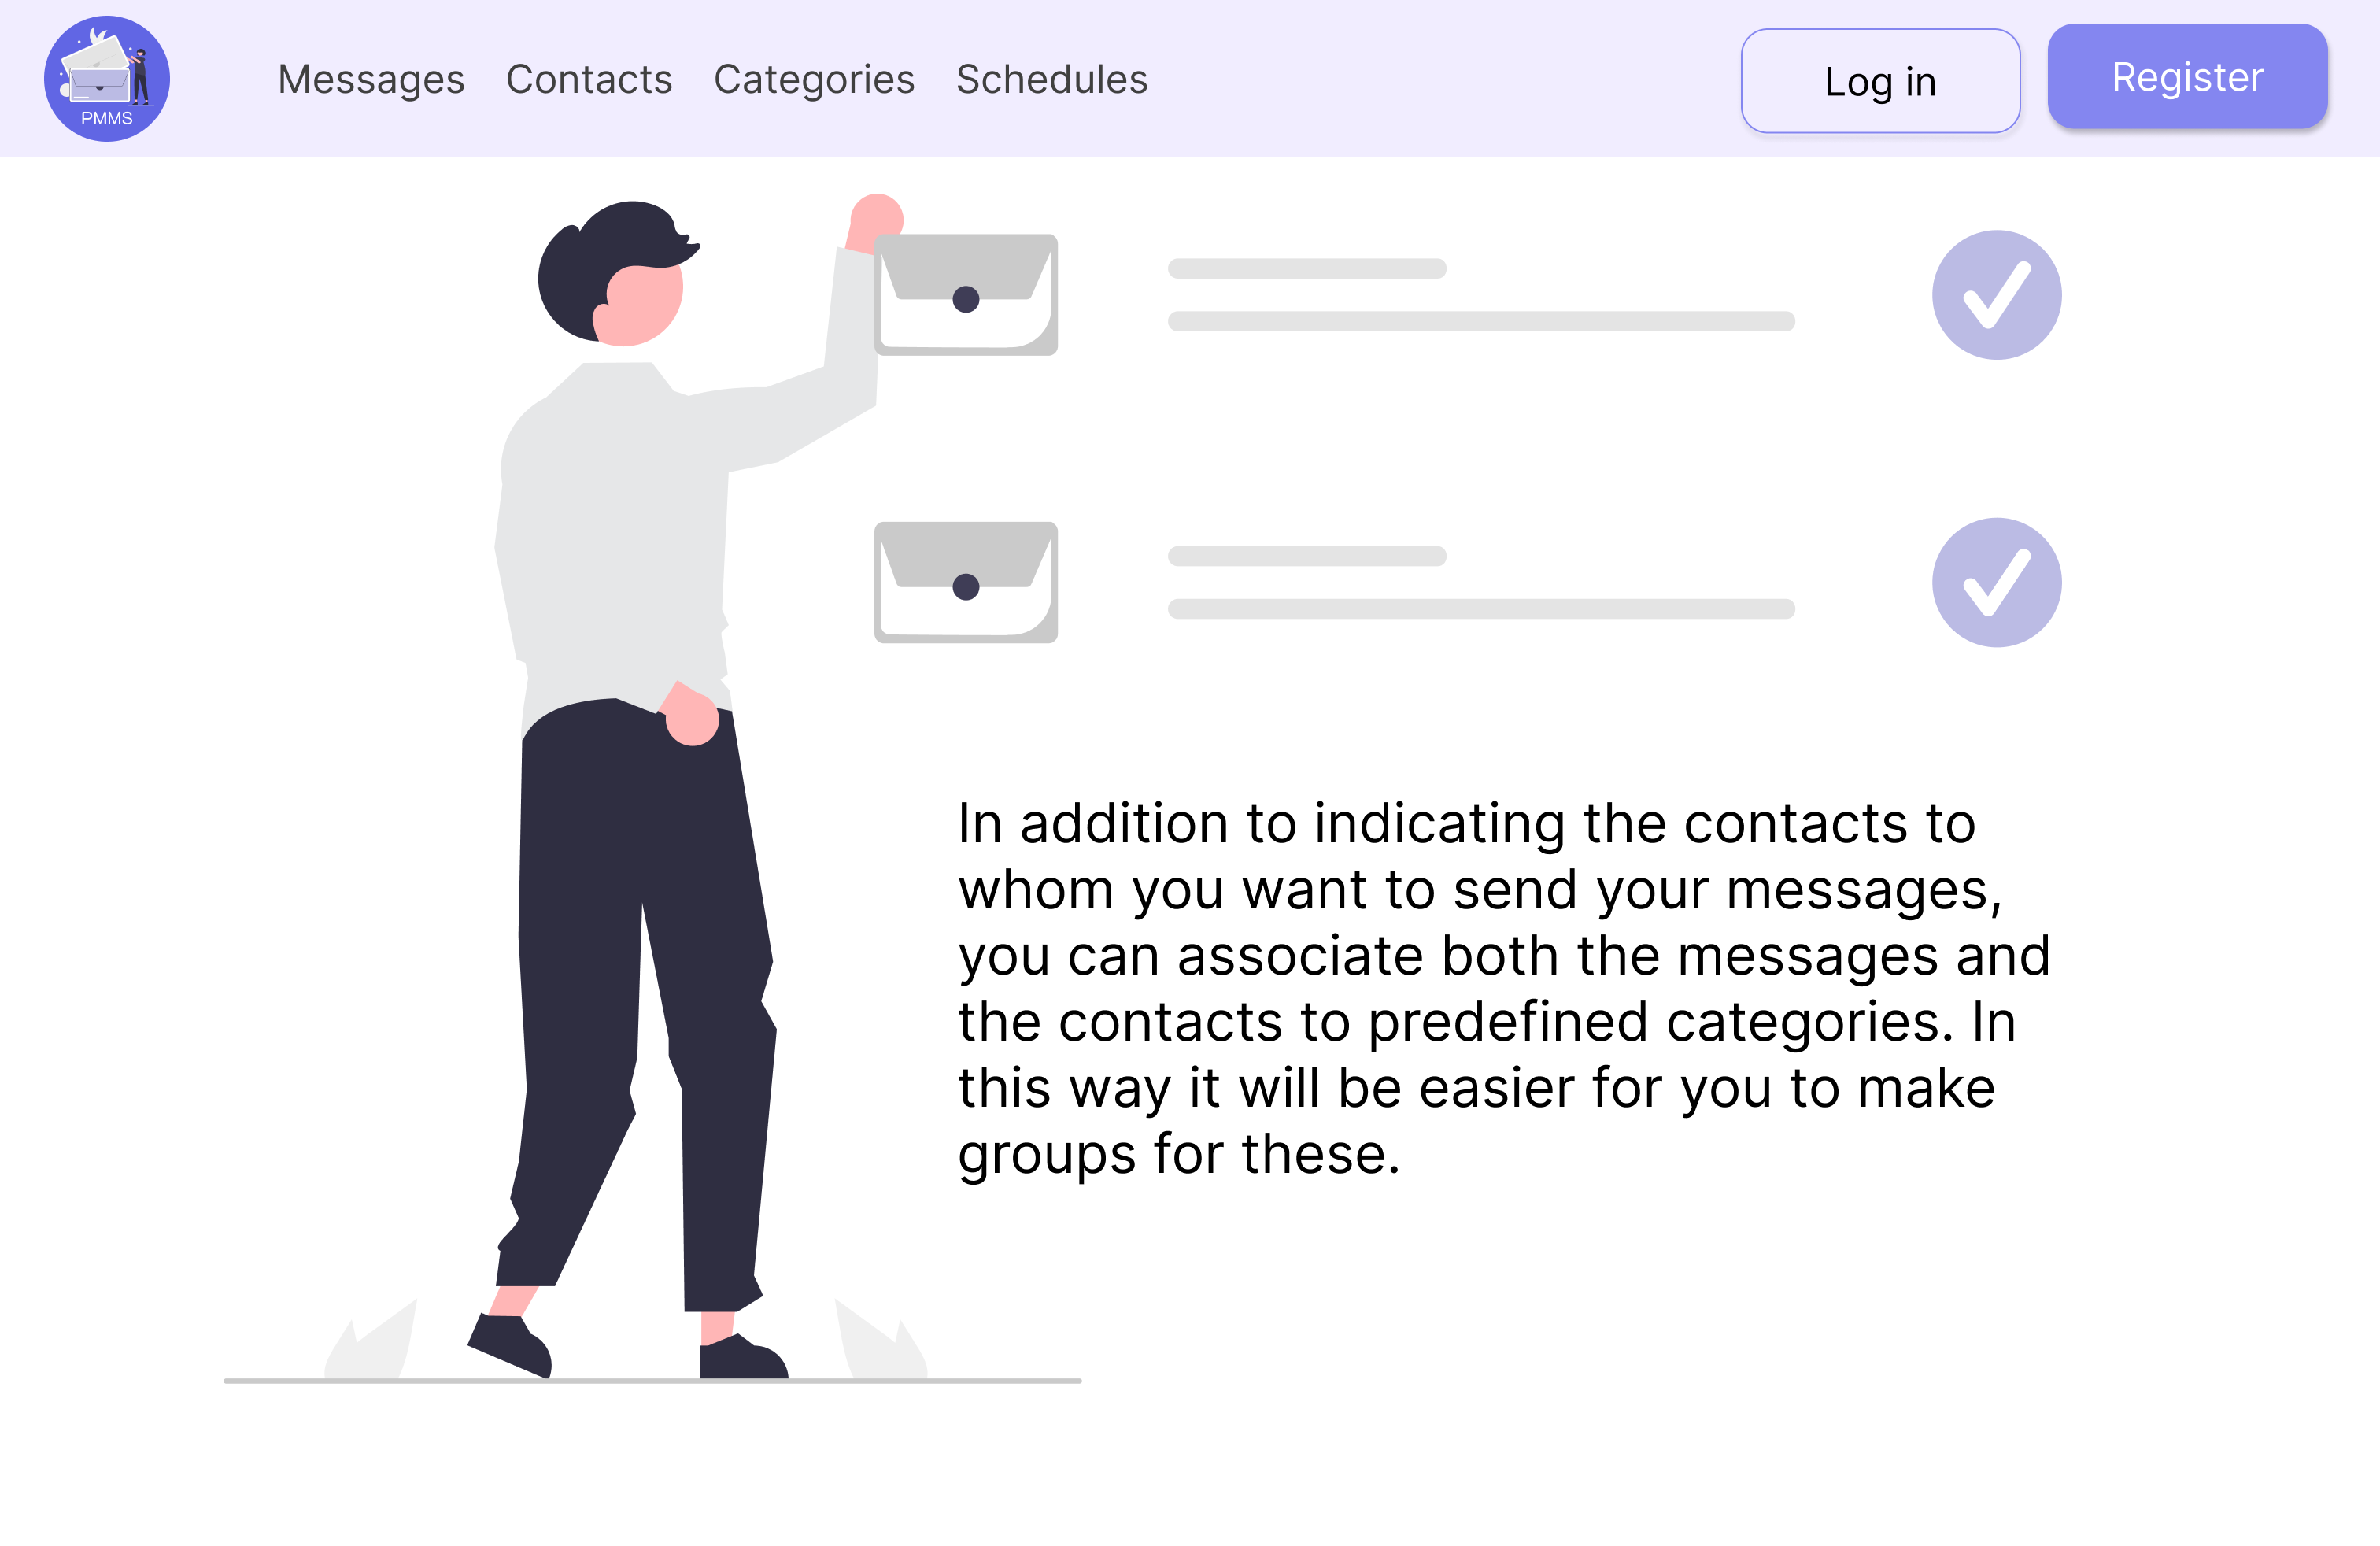 PMMS
Messages Contacts Categories Schedules
Log in
Register
In addition to indicating the contacts to
whom you want to send your messages,
you can associate both the messages and
the contacts to predefined categories. In
this way it will be easier for you to make
groups for these.